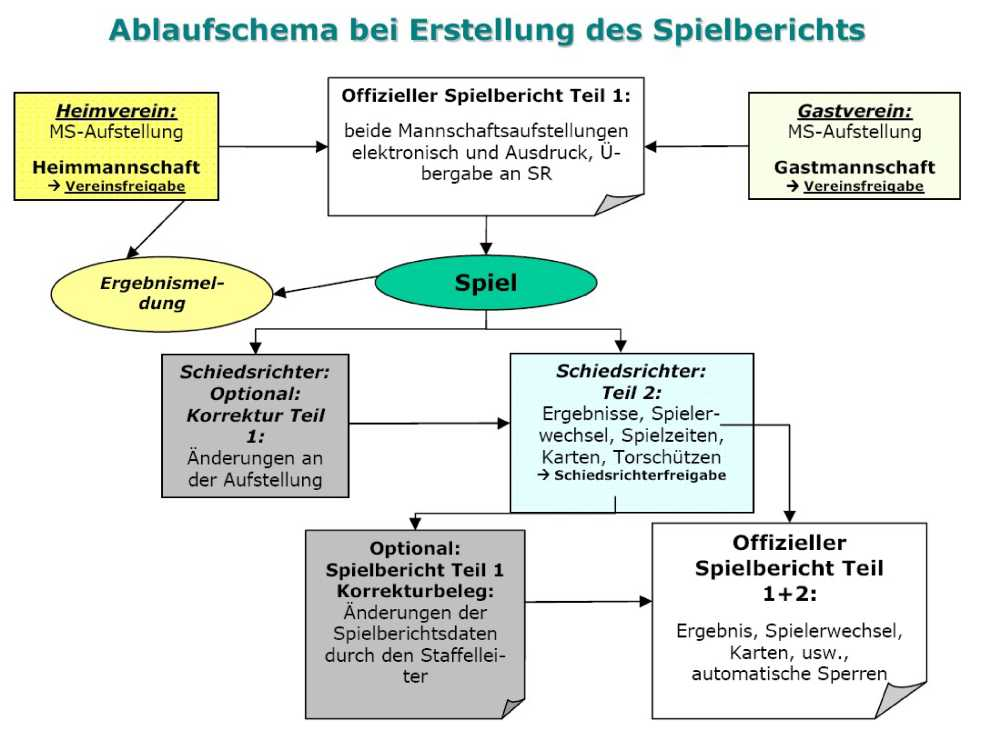 Ablaufschema bei Erstellung des Spielberichts
Heimverein:
MS-Aufstellung
Heimmannschaft
→ Vereinsfreigabe
Offizieller Spielbericht Teil 1:
beide Mannschaftsaufstellungen
elektronisch und Ausdruck, Ü-
bergabe an SR
Gastverein:
MS-Aufstellung
Gastmannschaft
→ Vereinsfreigabe
Ergebnismel-
dung
Spiel
Schiedsrichter:
Optional:
Korrektur Teil
1:
Änderungen an
der Aufstellung
Schiedsrichter:
Teil 2:
Ergebnisse, Spieler-
wechsel, Spielzeiten,
Karten, Torschützen
→ Schiedsrichterfreigabe
Optional:
Spielbericht Teil 1
Korrekturbeleg:
Änderungen der
Spielberichtsdaten
durch den Staffellei-
ter
Offizieller
Spielbericht Teil
1+2:
Ergebnis, Spielerwechsel,
Karten, usw.,
automatische Sperren